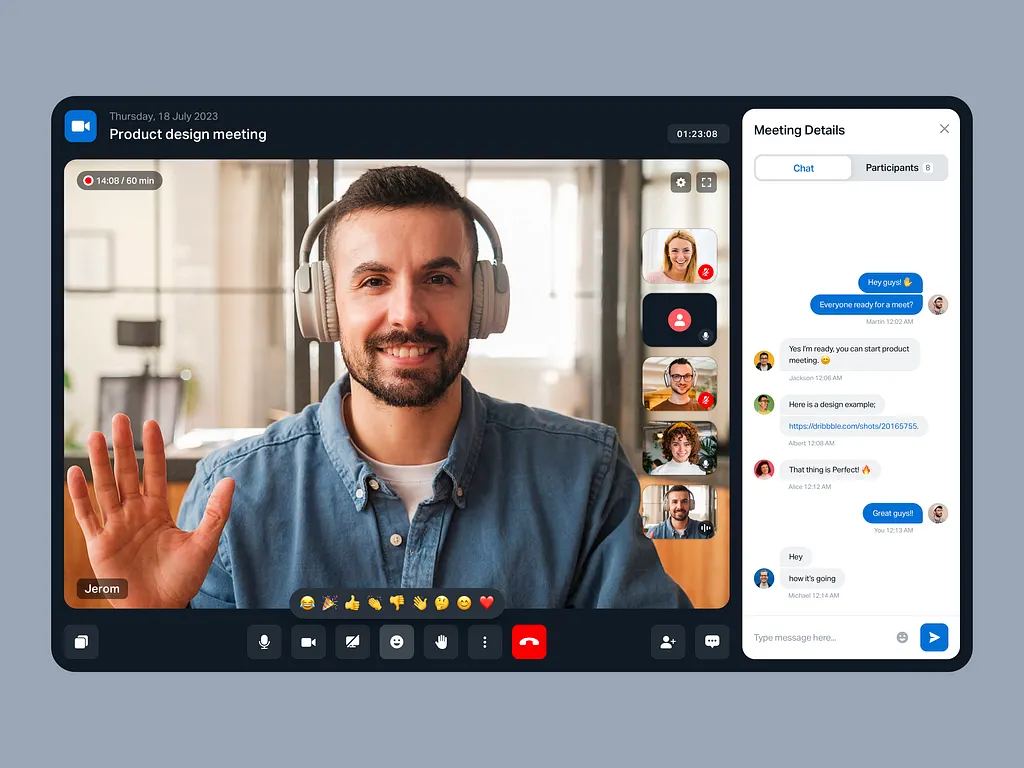 Thursday, 18 July 2023
Product design meeting
01:23:08
14:08 / 60 min
Jerom
Meeting Details
Chat
Participants 8
Hey guys! 🖐
Everyone ready for a meet?
Martin 12:02 AM
Yes I'm ready, you can start product
meeting. 😊
Jackson 12:06 AM
Here is a design example;
https://dribbble.com/shots/20165755.
Albert 12:08 AM
That thing is Perfect! 🔥
Alice 12:12 AM
Great guys!!
You 12:13 AM
Hey
how it's going
Michael 12:14 AM
Type message here...